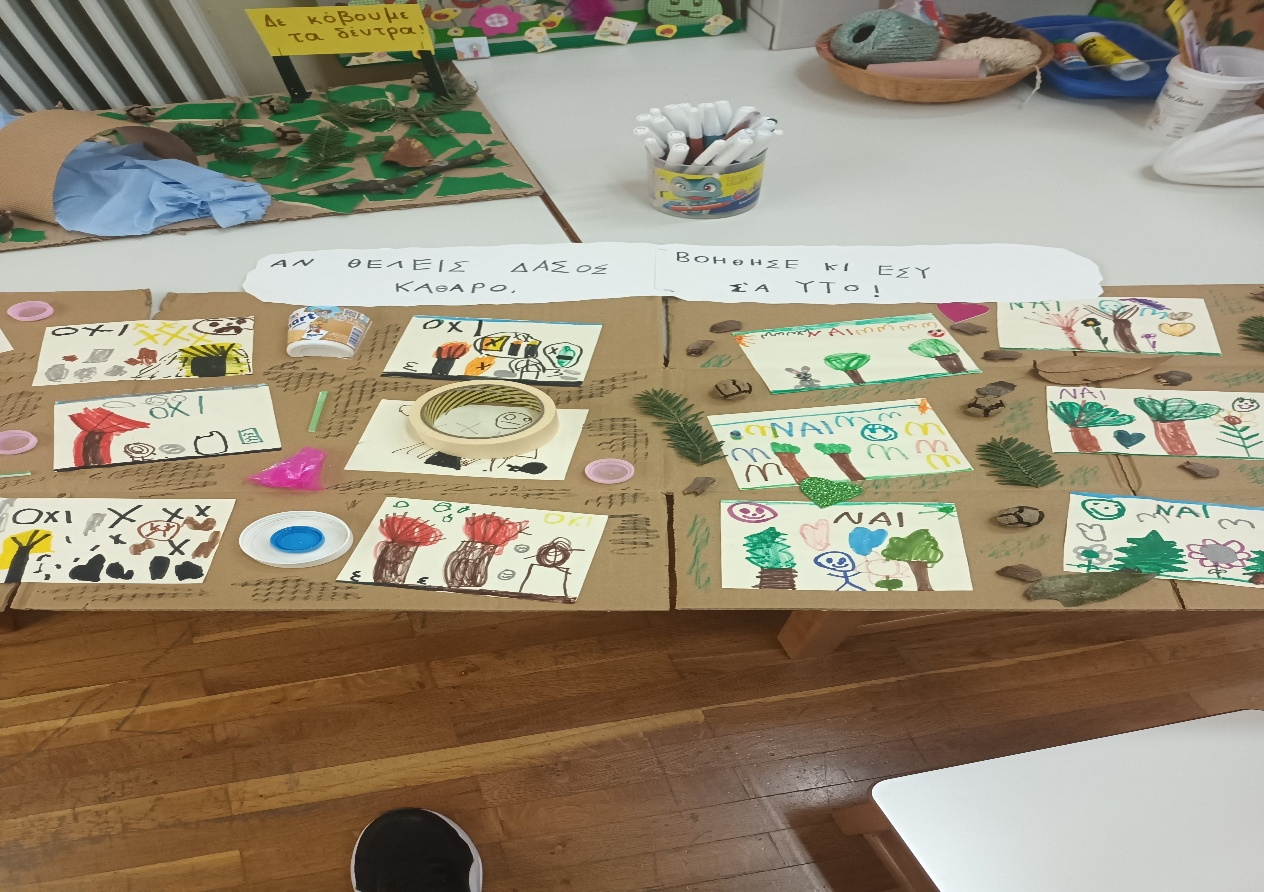 Δε κόβουμε
τα δέντρα!
ΑΝ ΘΕΛΕΙΣ ΔΑΣΟΣ
ΚΑΘΑΡΟ,
ΒΟΗΘΗΣΕ ΚΙ ΕΣΥ
ΣΑ ΥΤΟ!
ΟΧΙ
ΟΧΙ
ΟΧΙ
ΟΧΙ
ΟΧΙ
ΝΑΙ
ΝΑΙ
ΝΑΙ
ΝΑΙ
ΝΑΙ
ΝΑΙ